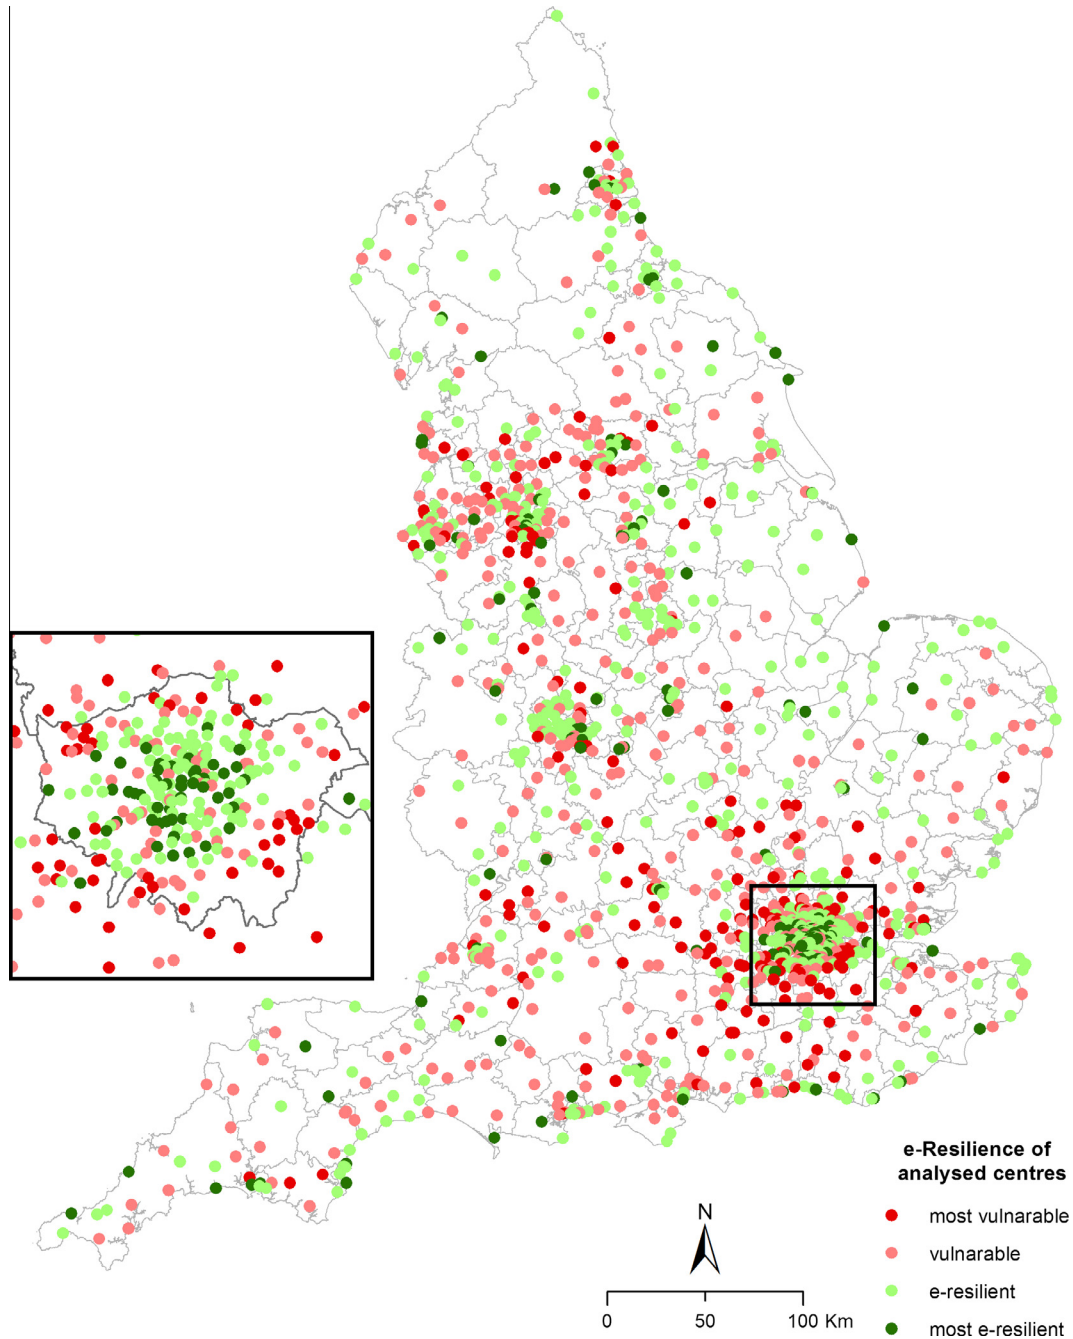 e-Resilience of
analysed centres
N
most vulnarable
vulnarable
e-resilient
0 50 100 Km
most e-resilient